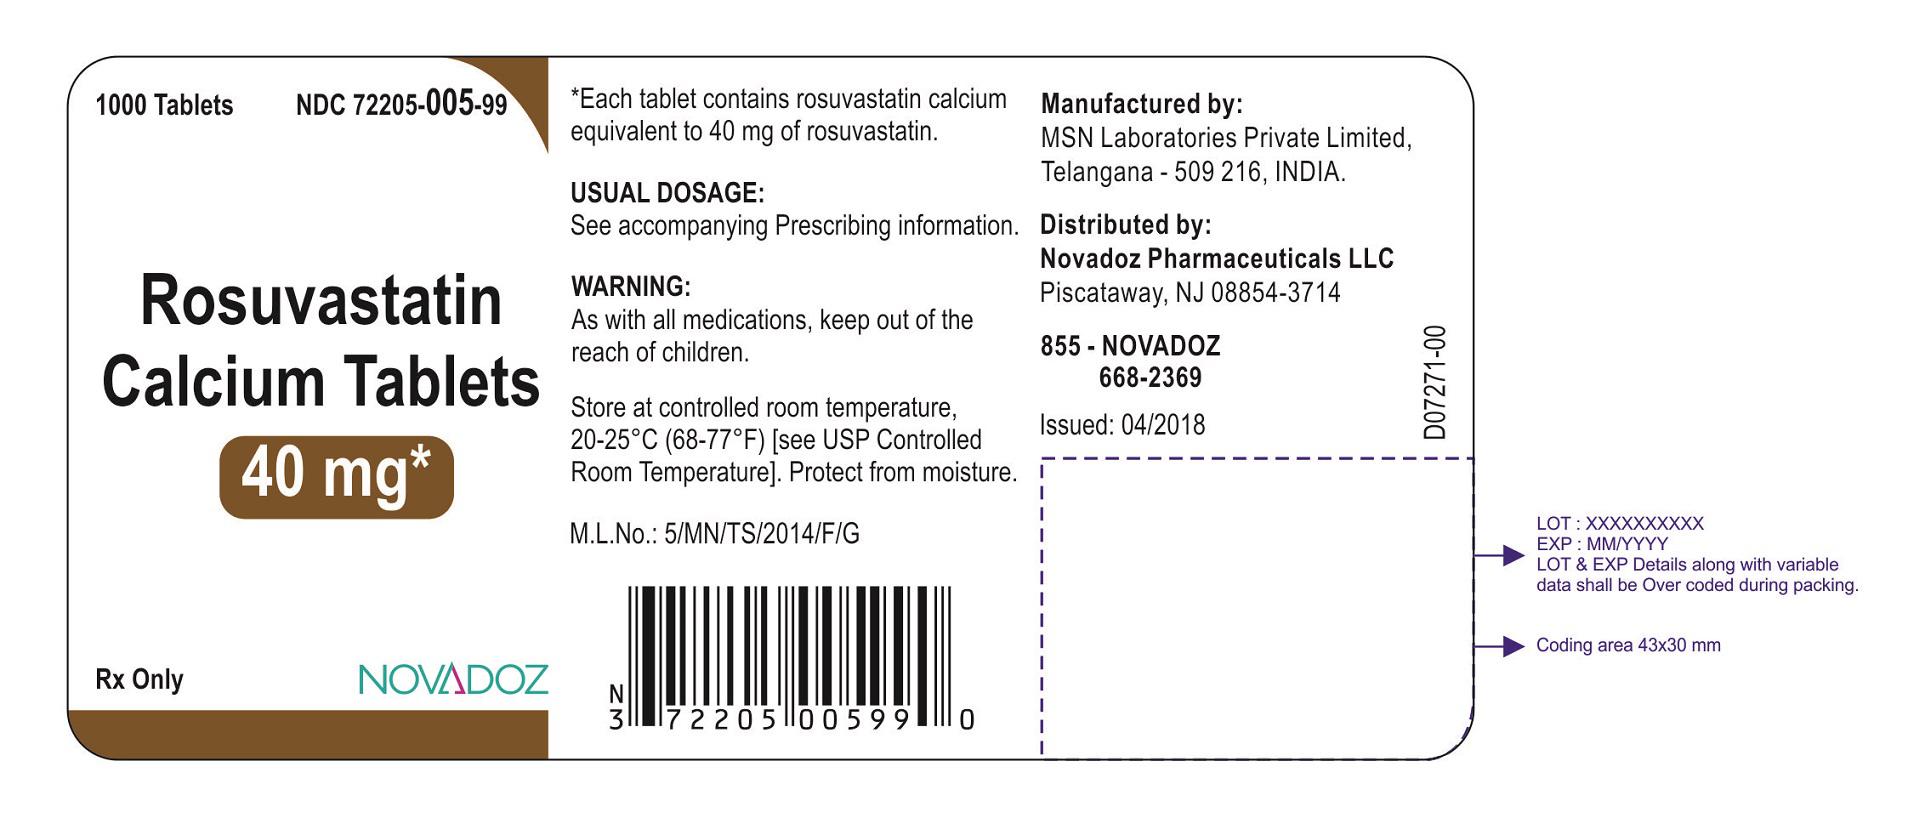 1000 Tablets NDC 72205-005-99
Rosuvastatin
Calcium Tablets
40 mg*
Rx Only NOVADOZ
*Each tablet contains rosuvastatin calcium
equivalent to 40 mg of rosuvastatin.
USUAL DOSAGE:
See accompanying Prescribing information.
WARNING:
As with all medications, keep out of the
reach of children.
Store at controlled room temperature,
20-25°C (68-77°F) [see USP Controlled
Room Temperature]. Protect from moisture.
M.L.No.: 5/MN/TS/2014/F/G
N
3 72205 00599 0
Manufactured by:
MSN Laboratories Private Limited,
Telangana - 509 216, INDIA.
Distributed by:
Novadoz Pharmaceuticals LLC
Piscataway, NJ 08854-3714
855 - NOVADOZ
668-2369
Issued: 04/2018
D07271-00
LOT : XXXXXXXXXX
EXP : MM/YYYY
LOT & EXP Details along with variable
data shall be Over coded during packing.
Coding area 43x30 mm